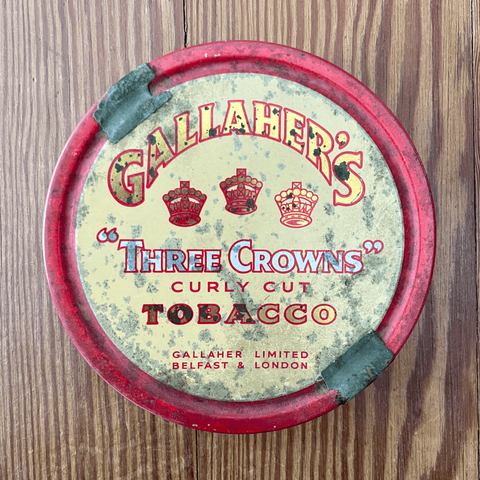 GALLAHER'S
"THREE CROWNS"
CURLY CUT
TOBACCO
GALLAHER LIMITED
BELFAST & LONDON